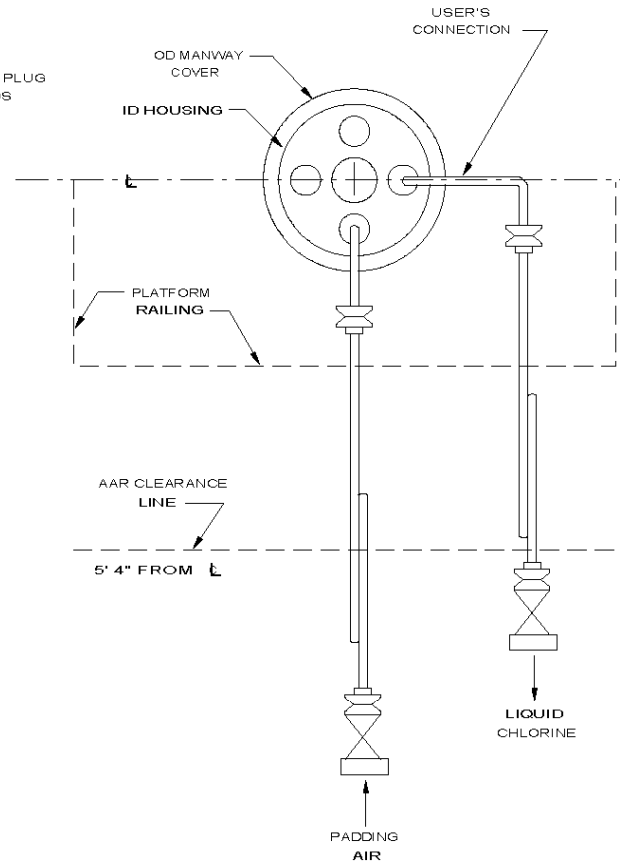 USER'S
CONNECTION
OD MANWAY
COVER
PLUG
ID HOUSING
℄
PLATFORM
RAILING
AAR CLEARANCE
LINE
5' 4" FROM ℄
LIQUID
CHLORINE
PADDING
AIR